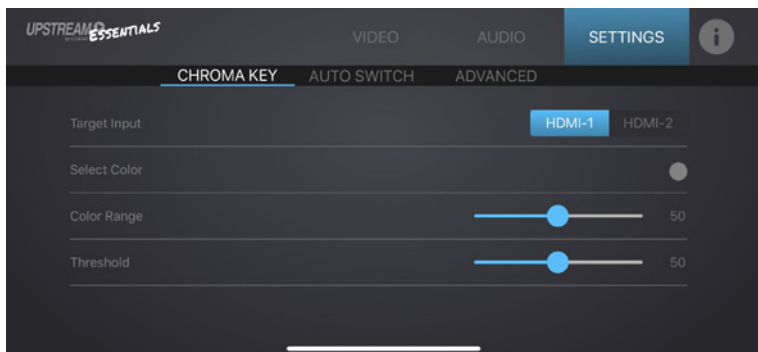 UPSTREAM ESSENTIALS
VIDEO AUDIO SETTINGS i
CHROMA KEY AUTO SWITCH ADVANCED
Target Input HDMI-1 HDMI-2
Select Color
Color Range 50
Threshold 50